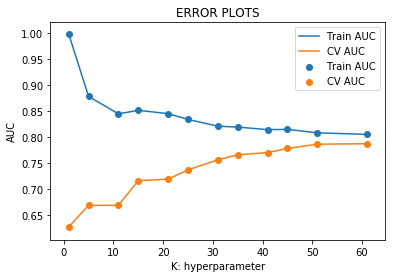 ERROR PLOTS
1.00
0.95
0.90
0.85
0.80
0.75
0.70
0.65
AUC
Train AUC
CV AUC
Train AUC
CV AUC
0
10
20
30
40
50
60
K: hyperparameter